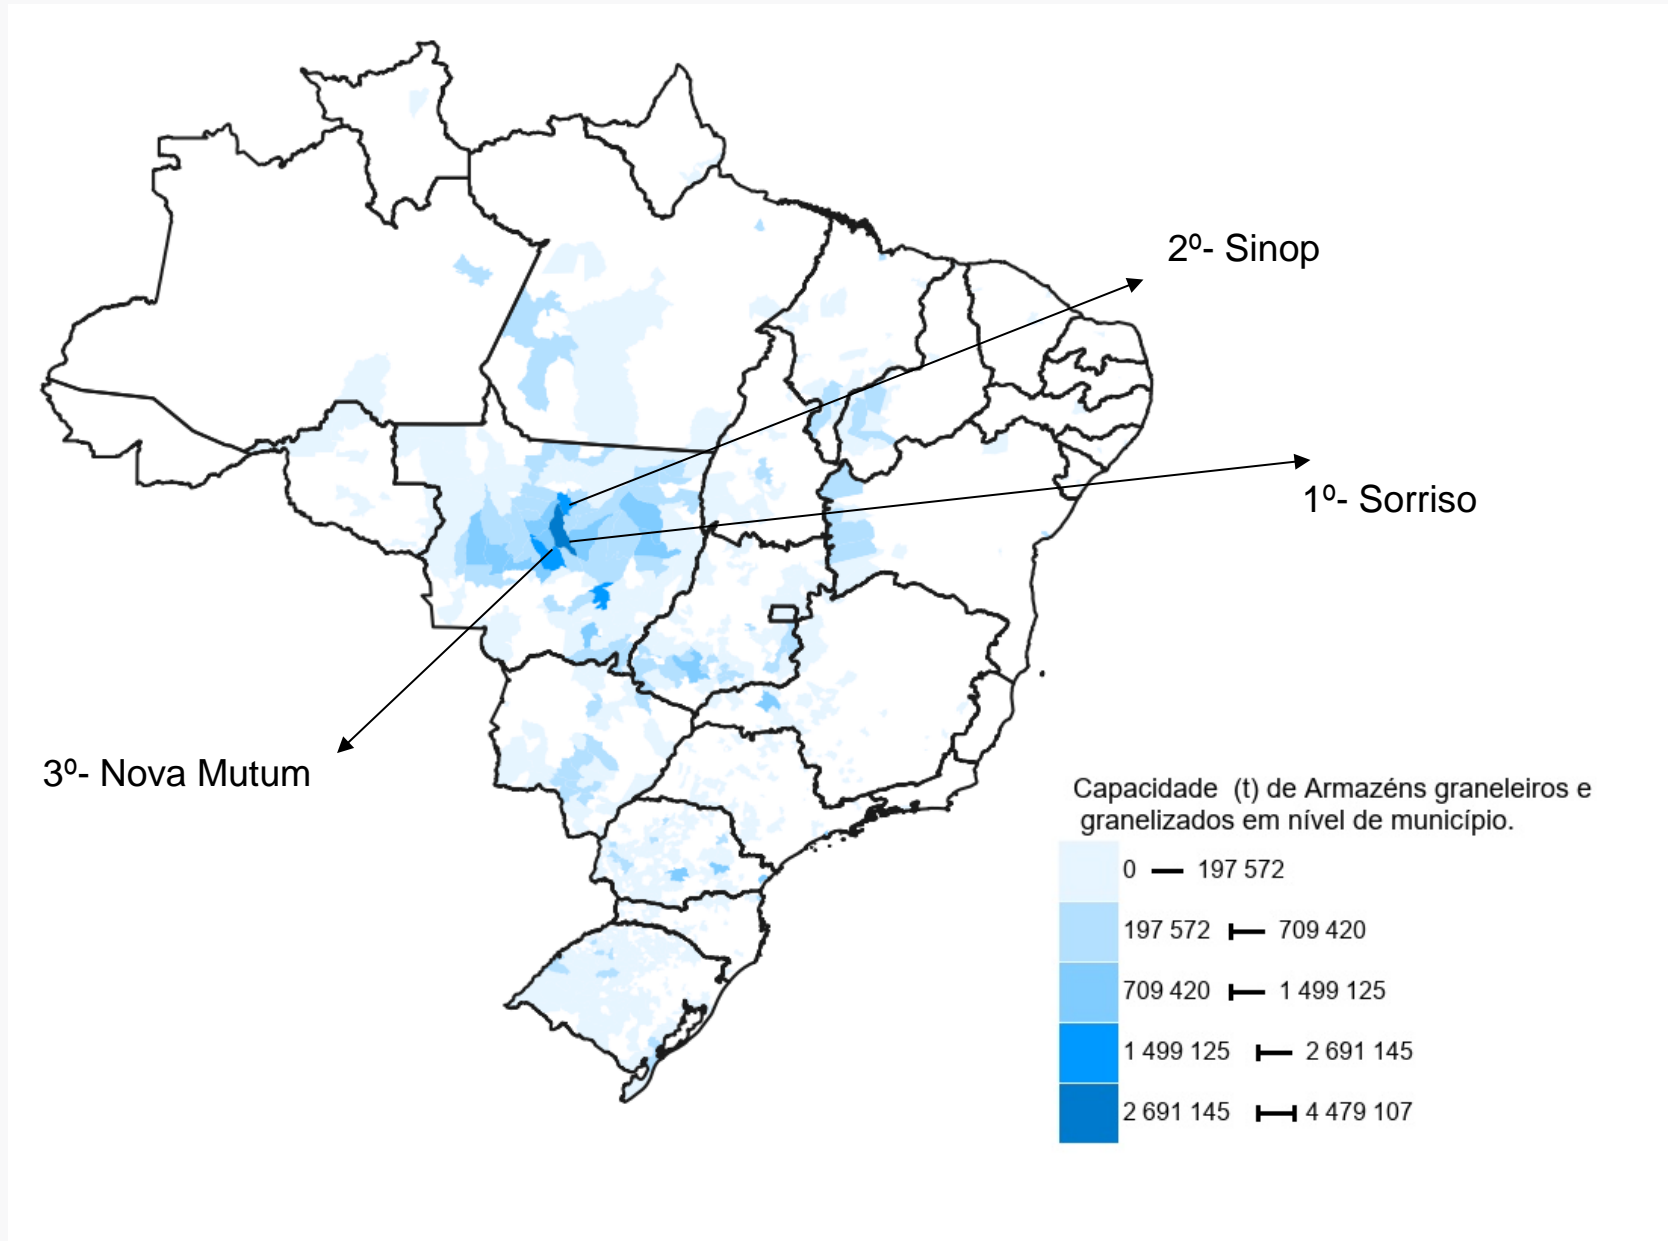 2º- Sinop
1º- Sorriso
3º- Nova Mutum
Capacidade (t) de Armazéns graneleiros e
granelizados em nível de município.
0 — 197 572
197 572 ⊢ 709 420
709 420 ⊢ 1 499 125
1 499 125 ⊢ 2 691 145
2 691 145 ⊢⊣ 4 479 107